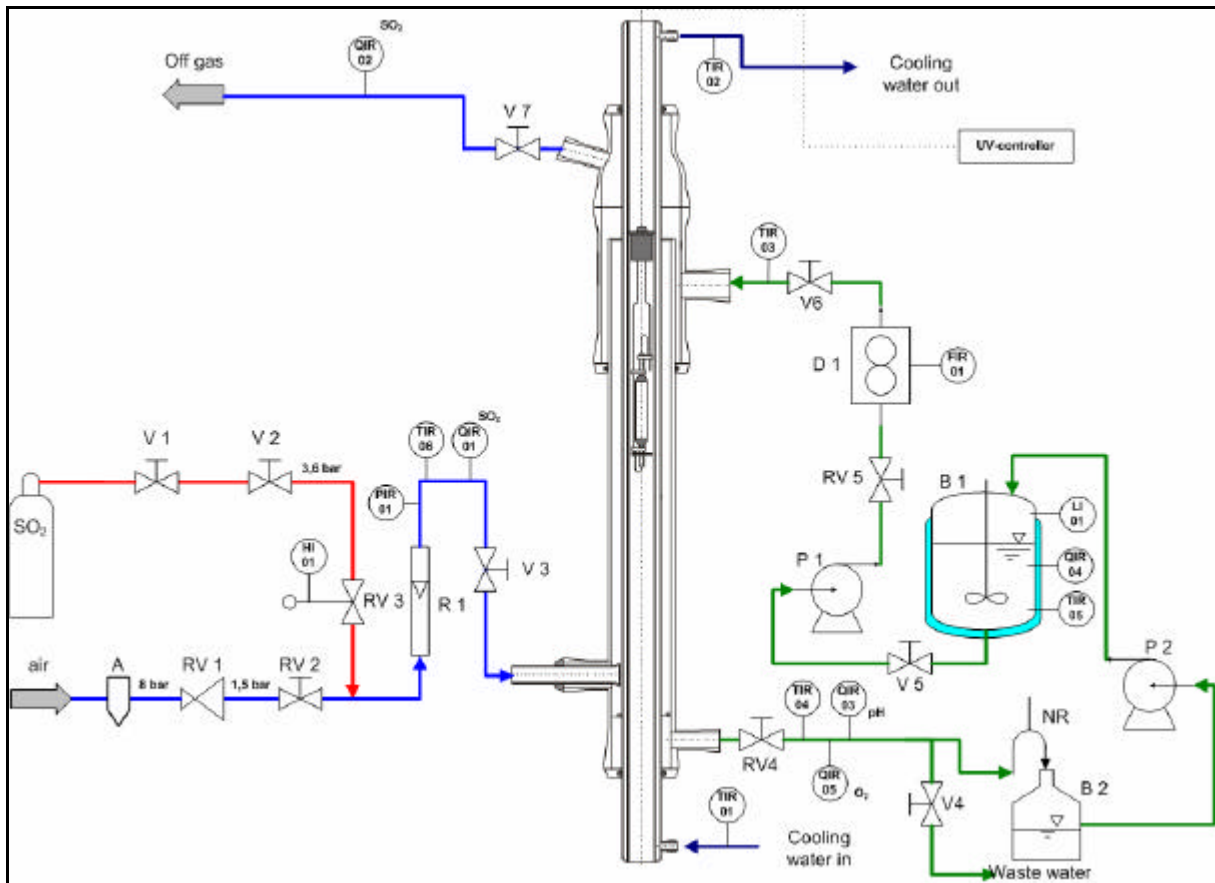 SO₂
QIR
02
Off gas
V 7
TIR
02
Cooling
water out
UV-controller
TIR
03
V6
D 1
FIR
01
V 1
V 2
3,6 bar
TIR
06
QIR
01
SO₂
PIR
01
SO₂
HI
01
RV 3
R 1
V 3
RV 5
B 1
LI
01
QIR
04
TIR
05
P 1
V 5
P 2
air
A
8 bar
RV 1
1,5 bar
RV 2
TIR
04
QIR
03
pH
RV4
QIR
05
O₂
NR
V4
B 2
TIR
01
Cooling
water in
Waste water